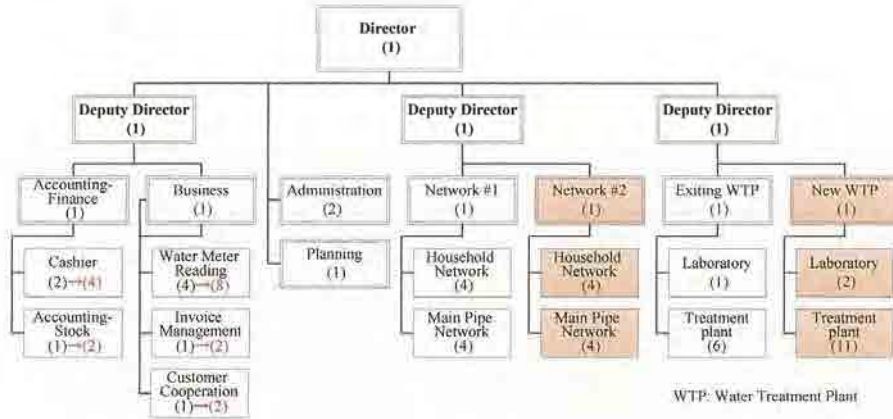 Director
(1)
Deputy Director
(1)
Deputy Director
(1)
Deputy Director
(1)
Accounting-
Finance
(1)
Business
(1)
Administration
(2)
Network #1
(1)
Network #2
(1)
Exiting WTP
(1)
New WTP
(1)
Cashier
(2)→(4)
Water Meter
Reading
(4)→(8)
Planning
(1)
Household
Network
(4)
Household
Network
(4)
Laboratory
(1)
Laboratory
(2)
Accounting-
Stock
(1)→(2)
Invoice
Management
(1)→(2)
Main Pipe
Network
(4)
Main Pipe
Network
(4)
Treatment
plant
(6)
Treatment
plant
(11)
Customer
Cooperation
(1)→(2)
WTP: Water Treatment Plant